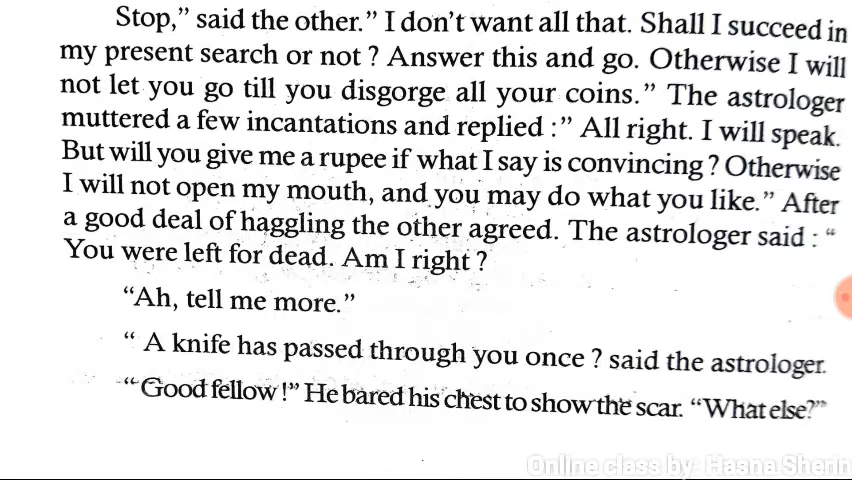 Stop,” said the other.” I don’t want all that. Shall I succeed in
my present search or not ? Answer this and go. Otherwise I will
not let you go till you disgorge all your coins.” The astrologer
muttered a few incantations and replied :” All right. I will speak.
But will you give me a rupee if what I say is convincing ? Otherwise
I will not open my mouth, and you may do what you like.” After
a good deal of haggling the other agreed. The astrologer said : “
You were left for dead. Am I right ?
“Ah, tell me more.”
“ A knife has passed through you once ? said the astrologer.
“Good fellow !” He bared his chest to show the scar. “What else?”
Online class by Hasna Sherin